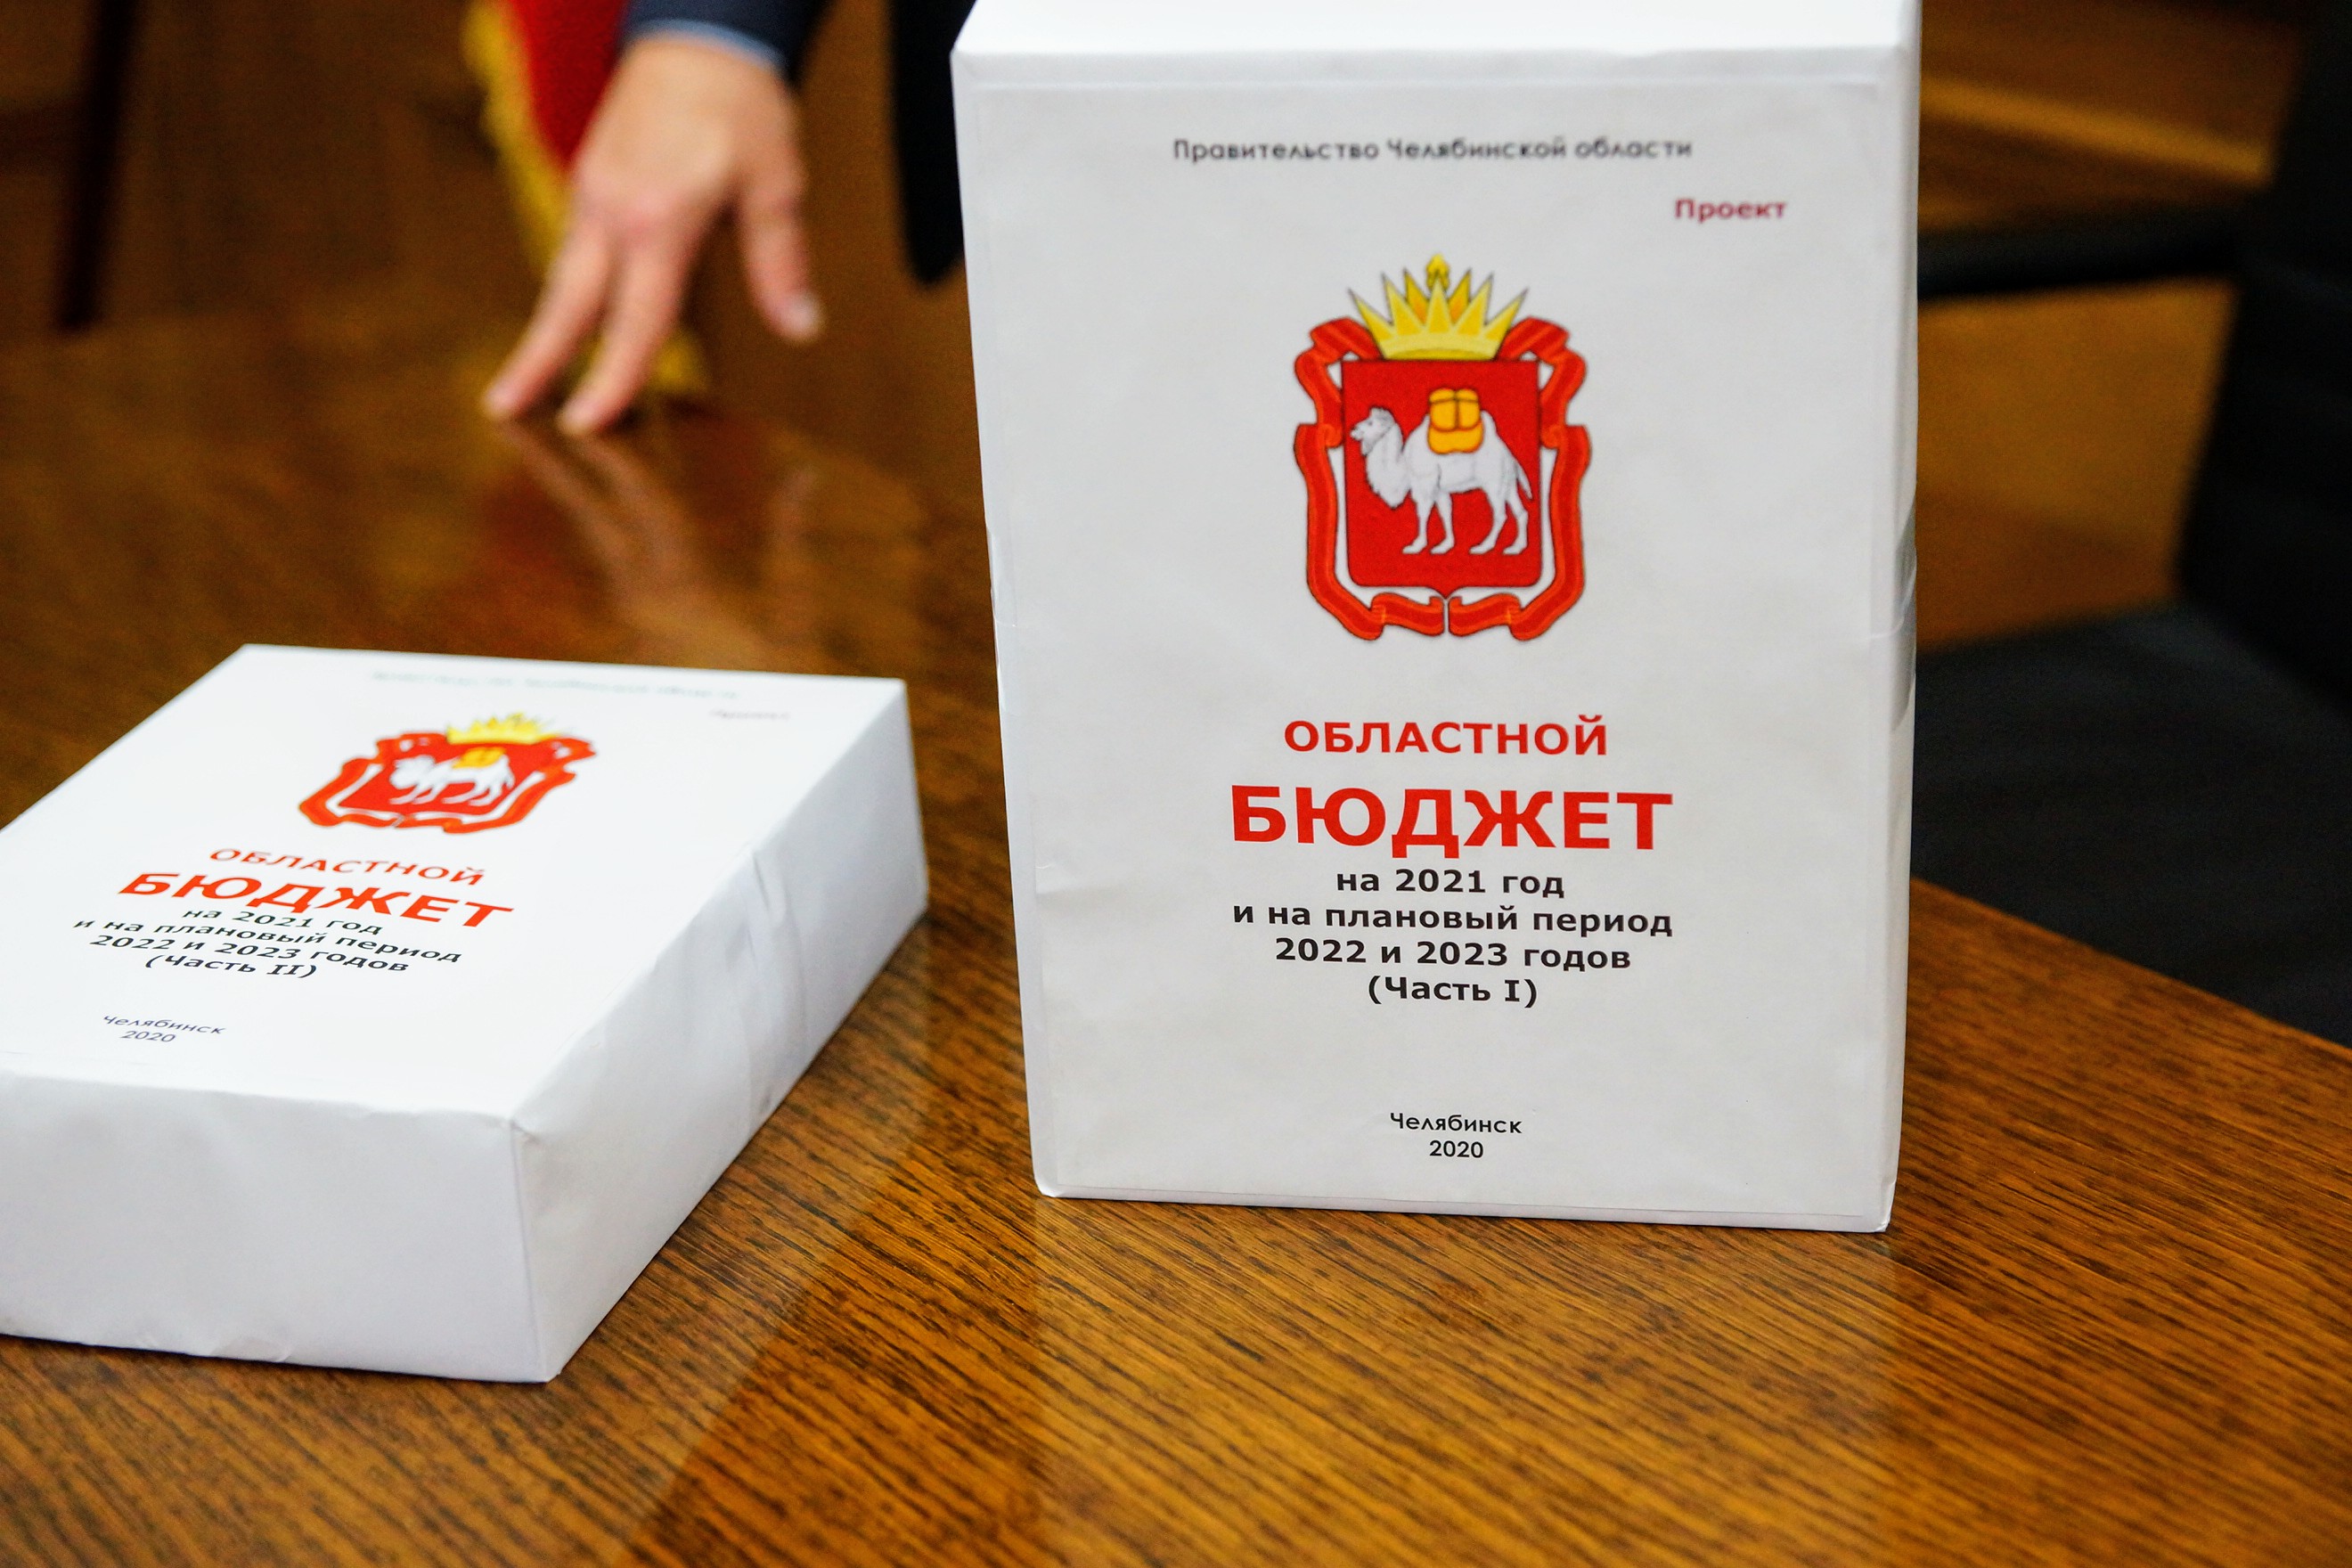 Правительство Челябинской области
Проект
ОБЛАСТНОЙ
БЮДЖЕТ
на 2021 год
и на плановый период
2022 и 2023 годов
(Часть I)
Челябинск
2020
ОБЛАСТНОЙ
БЮДЖЕТ
на 2021 год
и на плановый период
2022 и 2023 годов
(Часть II)
Челябинск
2020